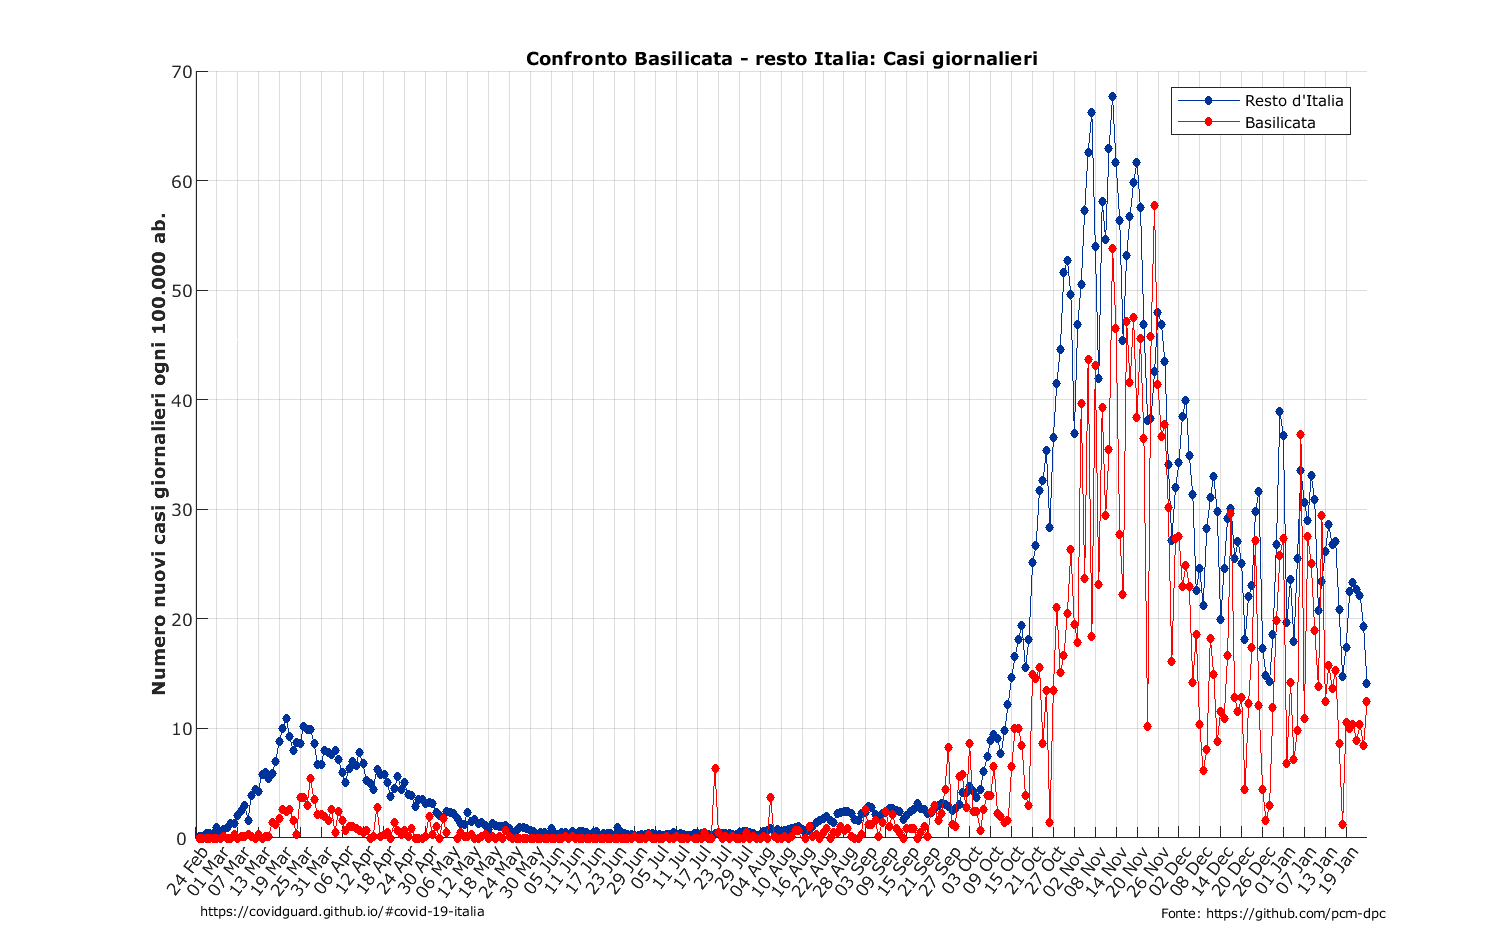 Confronto Basilicata - resto Italia: Casi giornalieri
Numero nuovi casi giornalieri ogni 100.000 ab.
70
60
50
40
30
20
10
0
Resto d'Italia
Basilicata
24 Feb
01 Mar
07 Mar
13 Mar
19 Mar
25 Mar
31 Mar
06 Apr
12 Apr
18 Apr
24 Apr
30 Apr
06 May
12 May
18 May
24 May
30 May
05 Jun
11 Jun
17 Jun
23 Jun
29 Jun
05 Jul
11 Jul
17 Jul
23 Jul
29 Jul
04 Aug
10 Aug
16 Aug
22 Aug
28 Aug
03 Sep
09 Sep
15 Sep
21 Sep
27 Sep
03 Oct
09 Oct
15 Oct
21 Oct
27 Oct
02 Nov
08 Nov
14 Nov
20 Nov
26 Nov
02 Dec
08 Dec
14 Dec
20 Dec
26 Dec
01 Jan
07 Jan
13 Jan
19 Jan
https://covidguard.github.io/#covid-19-italia
Fonte: https://github.com/pcm-dpc